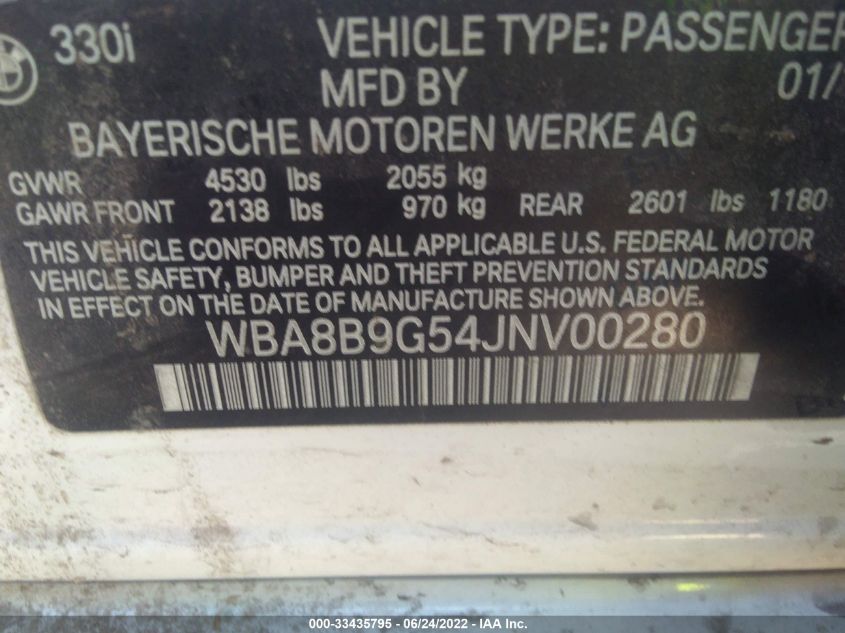 330i VEHICLE TYPE: PASSENGER
MFD BY 01/
BAYERISCHE MOTOREN WERKE AG
GVWR 4530 lbs 2055 kg
GAWR FRONT 2138 lbs 970 kg REAR 2601 lbs 1180
THIS VEHICLE CONFORMS TO ALL APPLICABLE U.S. FEDERAL MOTOR
VEHICLE SAFETY, BUMPER AND THEFT PREVENTION STANDARDS
IN EFFECT ON THE DATE OF MANUFACTURE SHOWN ABOVE.
WBA8B9G54JNV00280
000-33435795 - 06/24/2022 - IAA Inc.